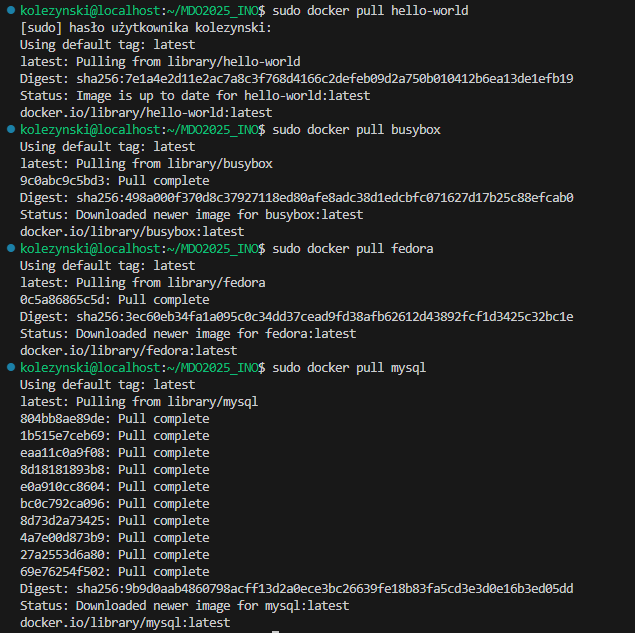 kolezynski@localhost:~/MDO2025_INO$ sudo docker pull hello-world
[sudo] hasło użytkownika kolezynski:
Using default tag: latest
latest: Pulling from library/hello-world
Digest: sha256:7e1a4e2d11e2ac7a8c3f768d4166c2defeb09d2a750b010412b6ea13de1efb19
Status: Image is up to date for hello-world:latest
docker.io/library/hello-world:latest
kolezynski@localhost:~/MDO2025_INO$ sudo docker pull busybox
Using default tag: latest
latest: Pulling from library/busybox
9c0abc9c5bd3: Pull complete
Digest: sha256:498a000f370d8c37927118ed80afe8adc38d1edcbfc071627d17b25c88efcab0
Status: Downloaded newer image for busybox:latest
docker.io/library/busybox:latest
kolezynski@localhost:~/MDO2025_INO$ sudo docker pull fedora
Using default tag: latest
latest: Pulling from library/fedora
0c5a86865c5d: Pull complete
Digest: sha256:3ec60eb34fa1a095c0c34dd37cead9fd38afb62612d43892fcf1d3425c32bc1e
Status: Downloaded newer image for fedora:latest
docker.io/library/fedora:latest
kolezynski@localhost:~/MDO2025_INO$ sudo docker pull mysql
Using default tag: latest
latest: Pulling from library/mysql
804bb8ae89de: Pull complete
1b515e7ceb69: Pull complete
eaa11c0a9f08: Pull complete
8d18181893b8: Pull complete
e0a910cc8604: Pull complete
bc0c792ca096: Pull complete
8d73d2a73425: Pull complete
4a7e00d873b9: Pull complete
27a2553d6a80: Pull complete
69e76254f502: Pull complete
Digest: sha256:9b9d0aab4860798acff13d2a0ece3bc26639fe18b83fa5cd3e3d0e16b3ed05dd
Status: Downloaded newer image for mysql:latest
docker.io/library/mysql:latest